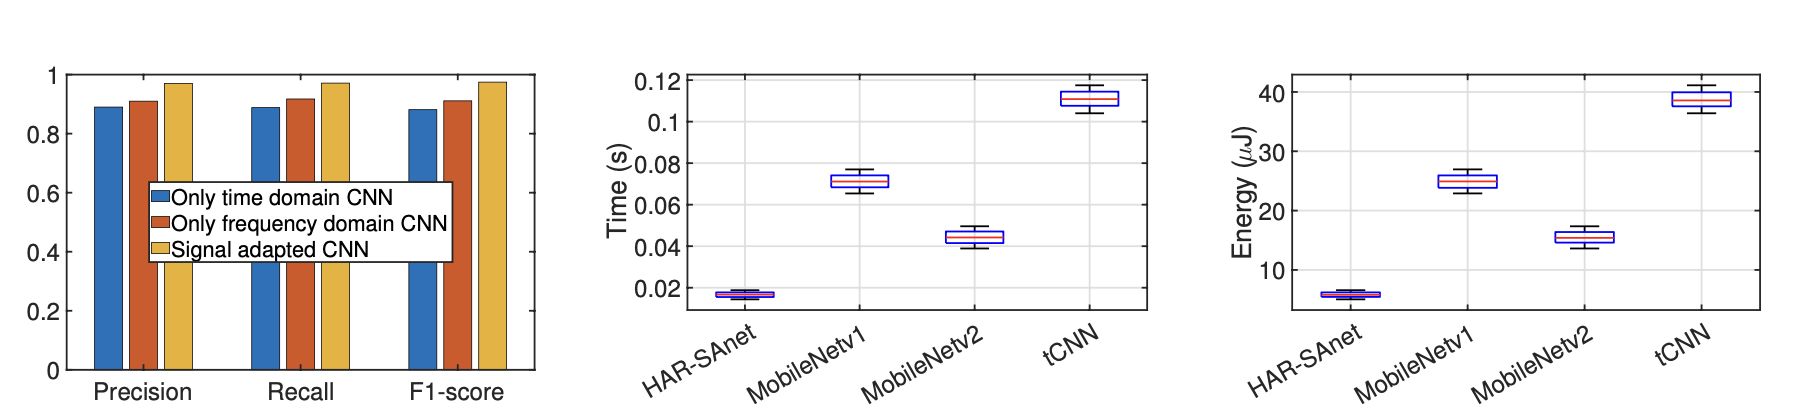 1
0.8
0.6
0.4
0.2
0
Only time domain CNN
Only frequency domain CNN
Signal adapted CNN
Precision
Recall
F1-score
Time (s)
0.12
0.1
0.08
0.06
0.04
0.02
HAR-SAnet
MobileNetv1
MobileNetv2
tCNN
Energy (μJ)
40
30
20
10
HAR-SAnet
MobileNetv1
MobileNetv2
tCNN